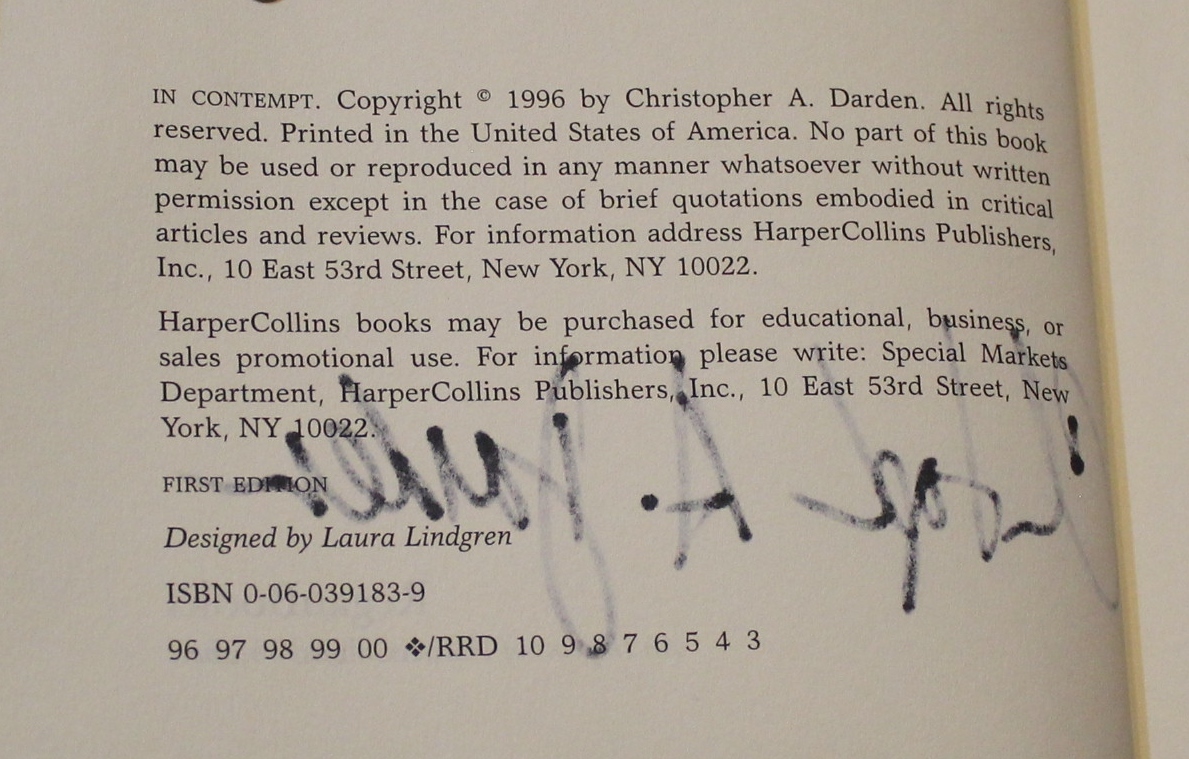 IN CONTEMPT. Copyright © 1996 by Christopher A. Darden. All rights
reserved. Printed in the United States of America. No part of this book
may be used or reproduced in any manner whatsoever without written
permission except in the case of brief quotations embodied in critical
articles and reviews. For information address HarperCollins Publishers,
Inc., 10 East 53rd Street, New York, NY 10022.
HarperCollins books may be purchased for educational, business, or
sales promotional use. For information please write: Special Markets
Department, HarperCollins Publishers, Inc., 10 East 53rd Street, New
York, NY 10022.
FIRST EDITION
Designed by Laura Lindgren
ISBN 0-06-039183-9
96 97 98 99 00 ❖/RRD 10 9 8 7 6 5 4 3